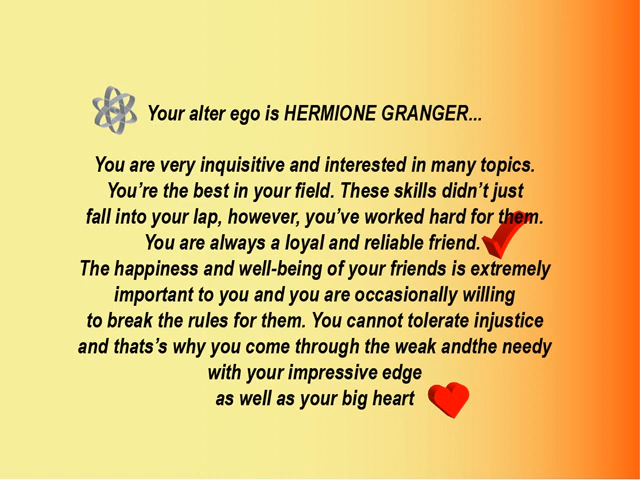 Your alter ego is HERMIONE GRANGER...
You are very inquisitive and interested in many topics.
You’re the best in your field. These skills didn’t just
fall into your lap, however, you’ve worked hard for them.
You are always a loyal and reliable friend.
The happiness and well-being of your friends is extremely
important to you and you are occasionally willing
to break the rules for them. You cannot tolerate injustice
and thats’s why you come through the weak andthe needy
with your impressive edge
as well as your big heart